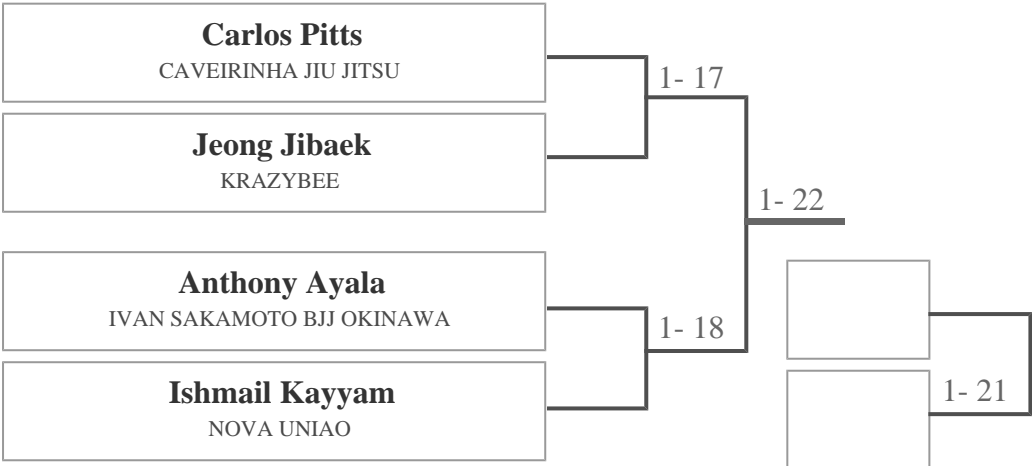 Carlos Pitts
CAVEIRINHA JIU JITSU
1- 17
Jeong Jibaek
KRAZYBEE
1- 22
Anthony Ayala
IVAN SAKAMOTO BJJ OKINAWA
1- 18
Ishmail Kayyam
NOVA UNIAO
1- 21